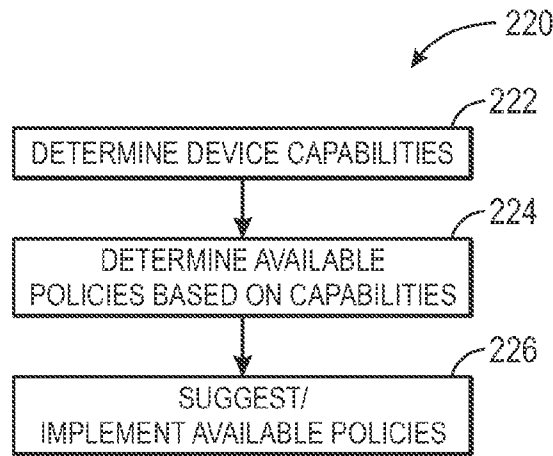 220
222
DETERMINE DEVICE CAPABILITIES
224
DETERMINE AVAILABLE
POLICIES BASED ON CAPABILITIES
226
SUGGEST/
IMPLEMENT AVAILABLE POLICIES